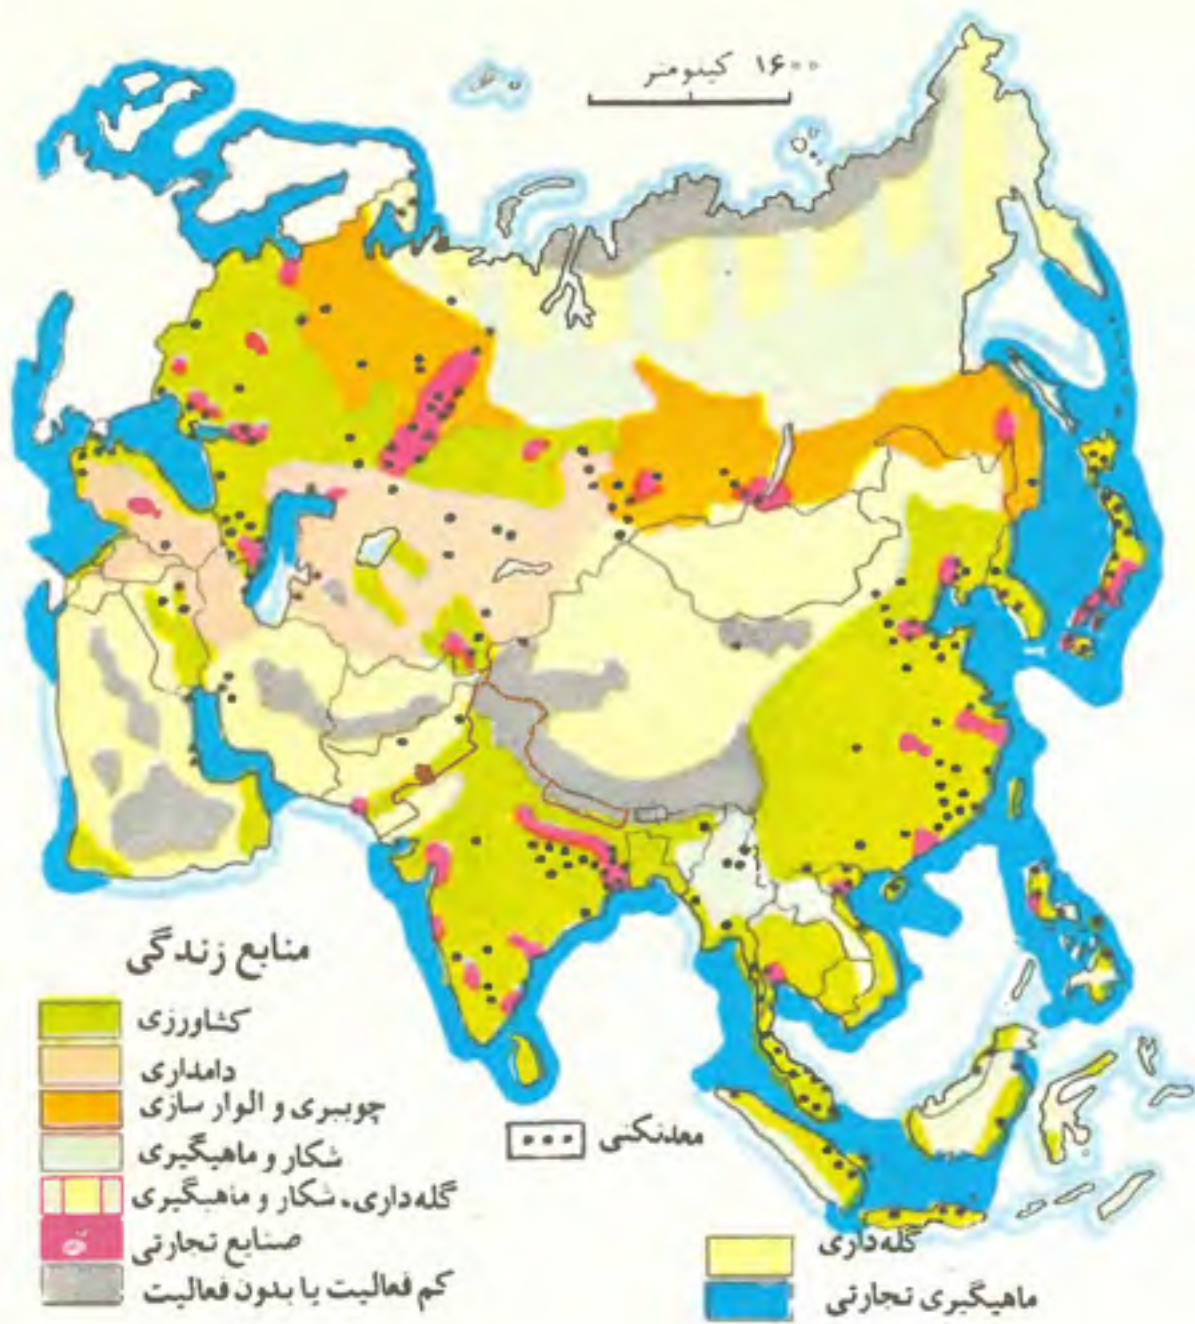 ۱۶۰۰ کیلومتر
منابع زندگی
کشاورزی
دامداری
چوببری و الوار سازی
شکار و ماهیگیری
گله‌داری، شکار و ماهیگیری
صنایع تجارتی
کم فعالیت یا بدون فعالیت
معدنکنی
گله‌داری
ماهیگیری تجارتی